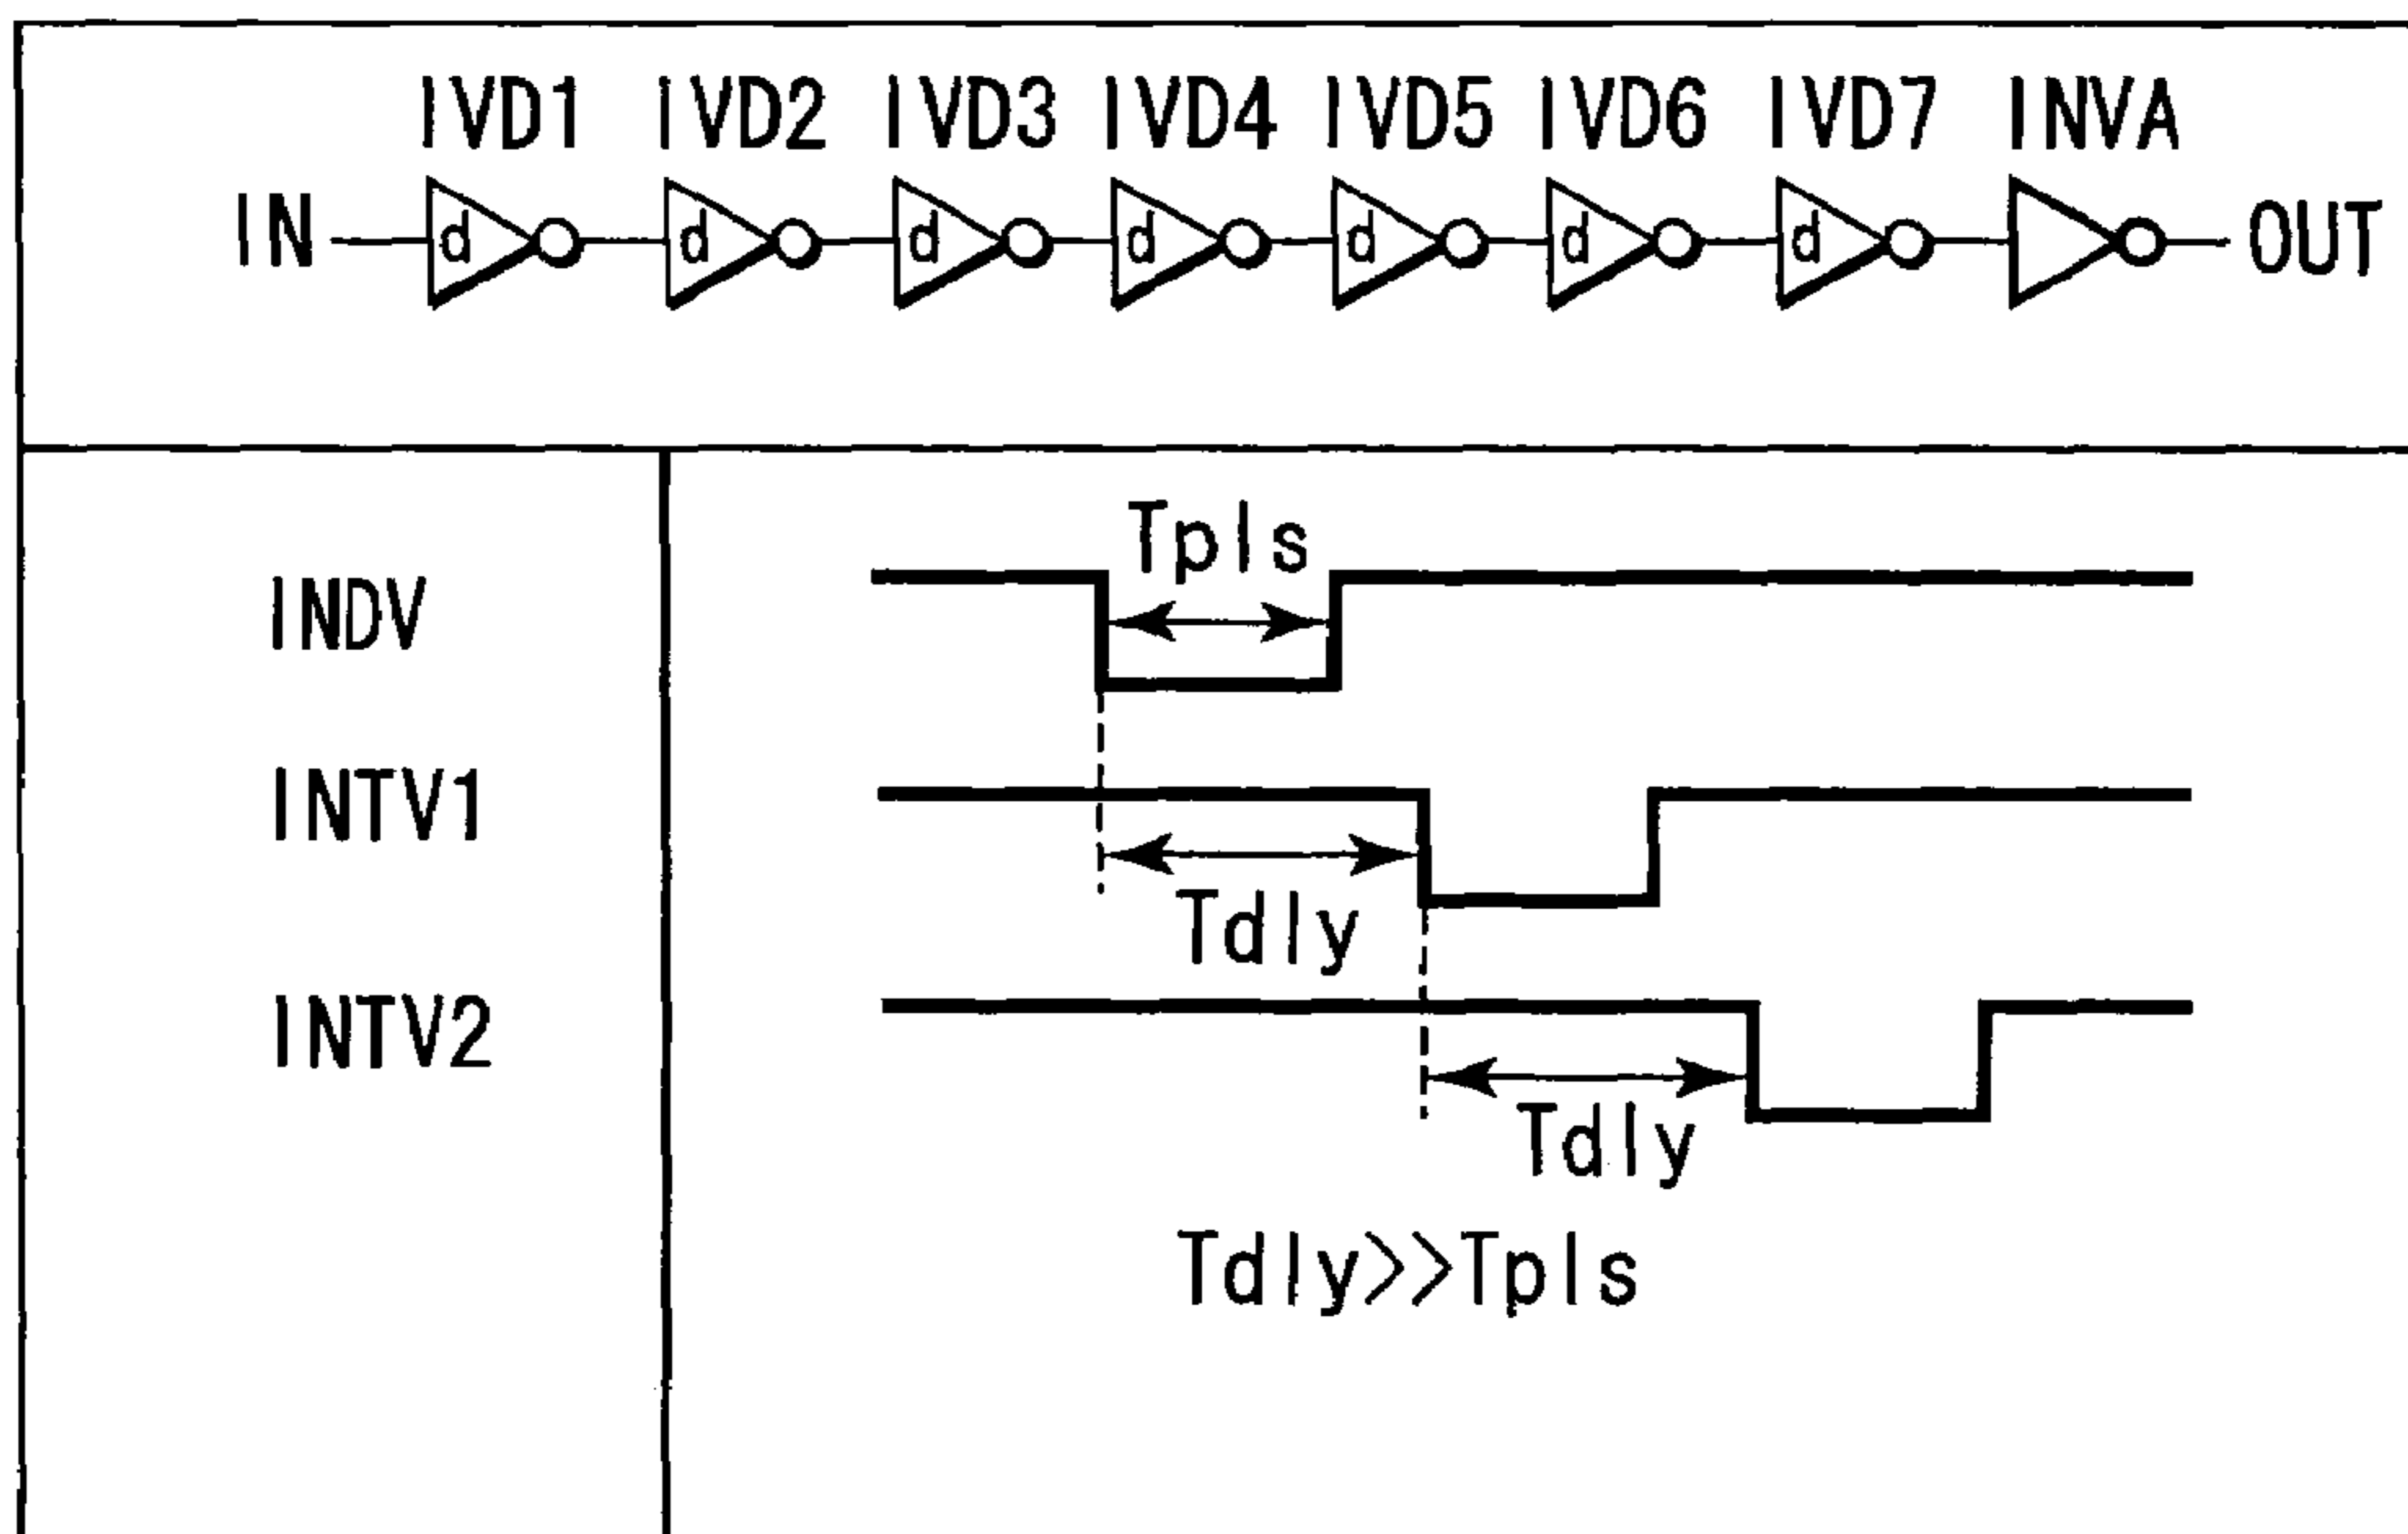 IVD1 IVD2 IVD3 IVD4 IVD5 IVD6 IVD7 INVA
IN d d d d d d d OUT
Tpls
INDV
INTV1
Tdly
INTV2
Tdly
Tdly>>Tpls